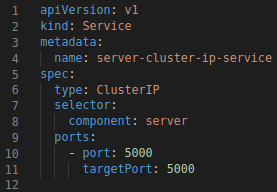 1 apiVersion: v1
2 kind: Service
3 metadata:
4   name: server-cluster-ip-service
5 spec:
6   type: ClusterIP
7   selector:
8     component: server
9   ports:
10     - port: 5000
11       targetPort: 5000
12